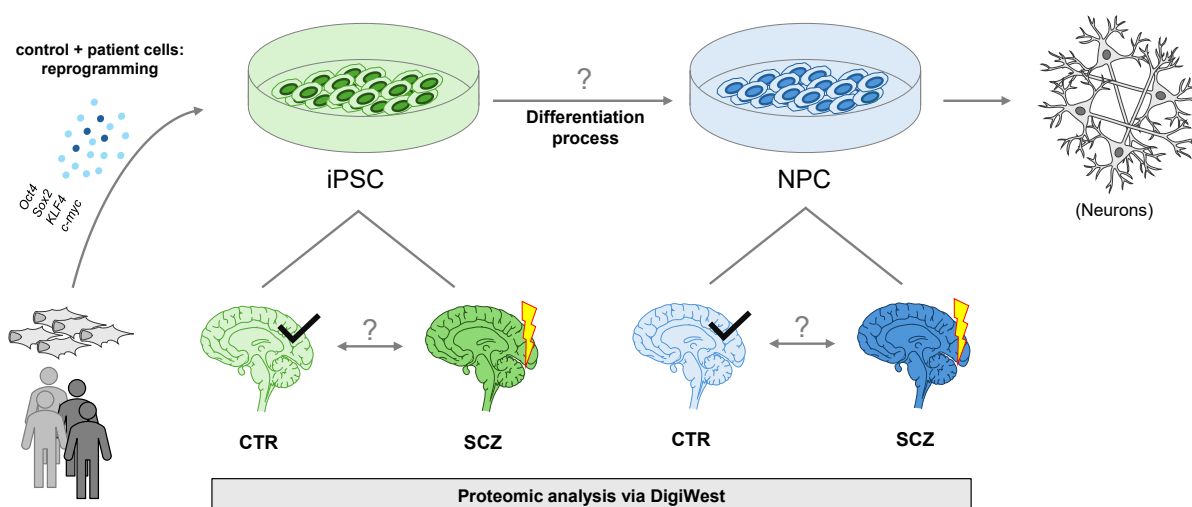 control + patient cells:
reprogramming
Oct4
Sox2
KLF4
c-myc
?
Differentiation
process
iPSC
NPC
(Neurons)
?
?
CTR
SCZ
CTR
SCZ
Proteomic analysis via DigiWest